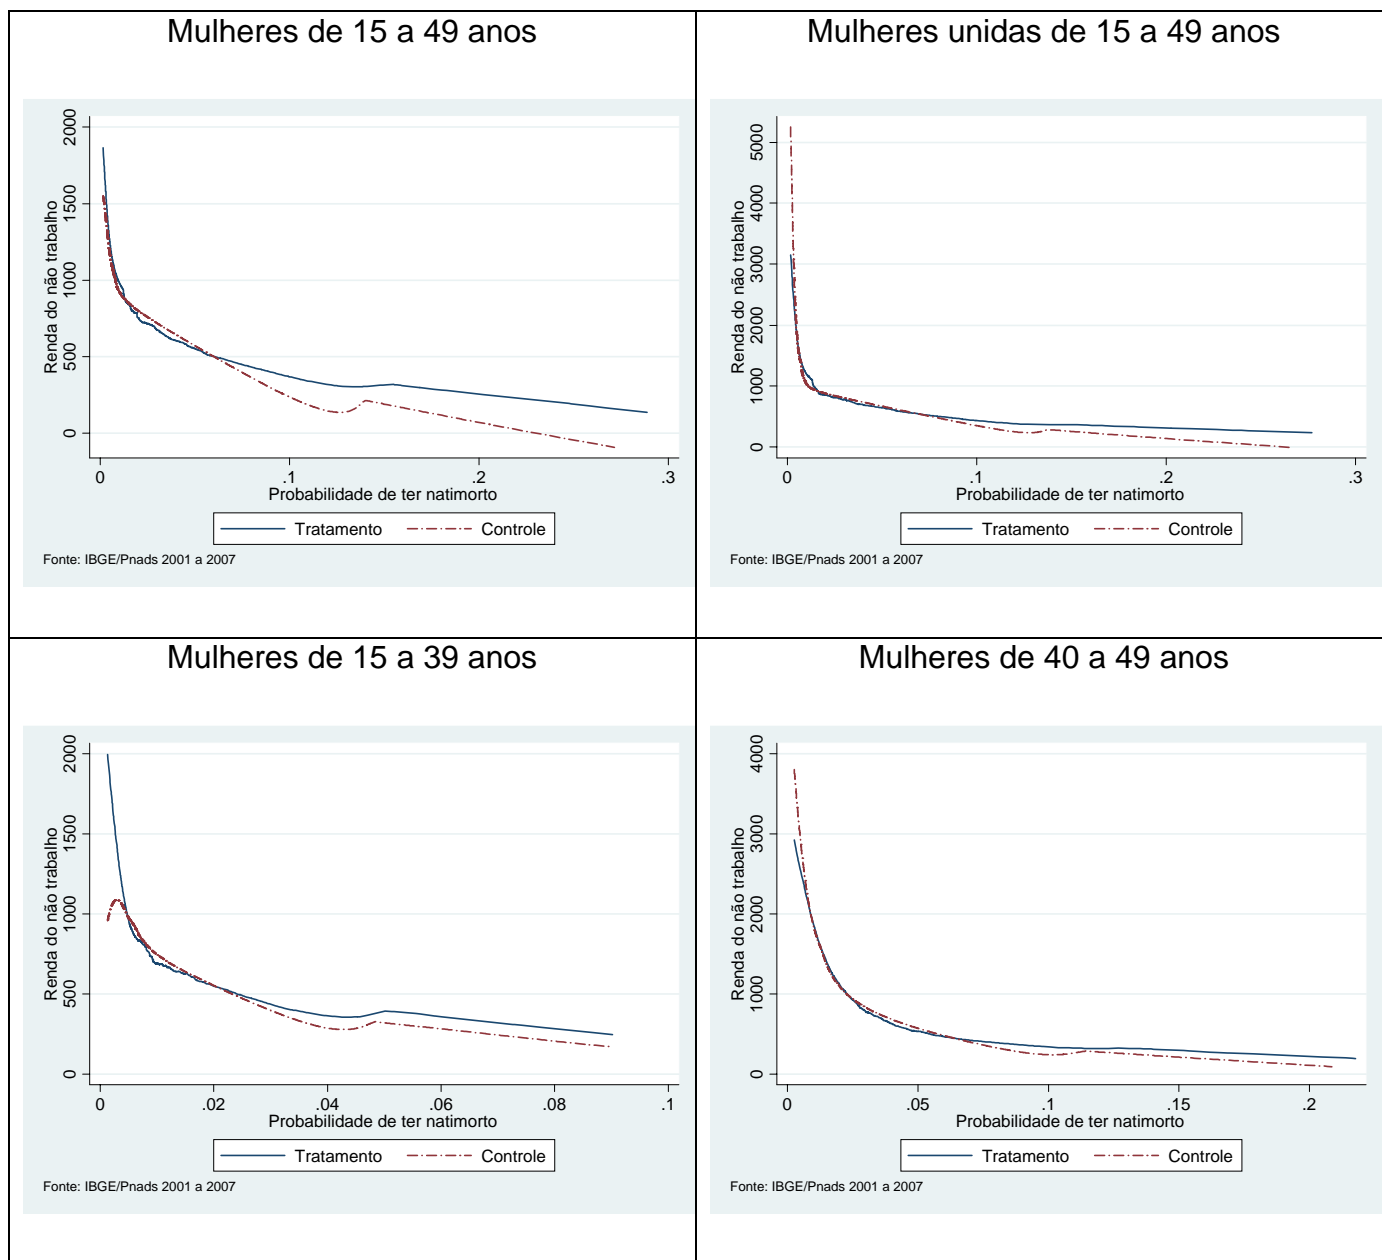 Mulheres de 15 a 49 anos
Renda do não trabalho
0 500 1000 1500 2000
0 .1 .2 .3
Probabilidade de ter natimorto
Tratamento Controle
Fonte: IBGE/Pnads 2001 a 2007
Mulheres unidas de 15 a 49 anos
Renda do não trabalho
0 1000 2000 3000 4000 5000
0 .1 .2 .3
Probabilidade de ter natimorto
Tratamento Controle
Fonte: IBGE/Pnads 2001 a 2007
Mulheres de 15 a 39 anos
Renda do não trabalho
0 500 1000 1500 2000
0 .02 .04 .06 .08 .1
Probabilidade de ter natimorto
Tratamento Controle
Fonte: IBGE/Pnads 2001 a 2007
Mulheres de 40 a 49 anos
Renda do não trabalho
0 1000 2000 3000 4000
0 .05 .1 .15 .2
Probabilidade de ter natimorto
Tratamento Controle
Fonte: IBGE/Pnads 2001 a 2007